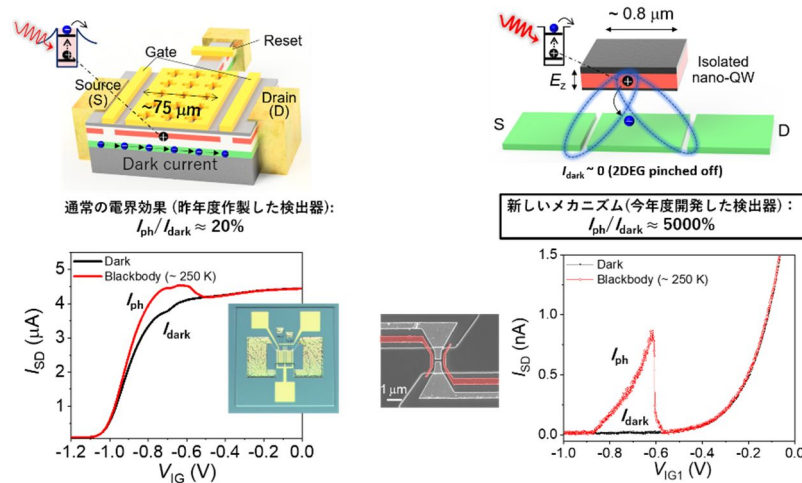 Gate
Reset
Source (S)
Drain (D)
~75 μm
Dark current
通常の電界効果 (昨年度作製した検出器):
Iph/Idark ≈ 20%
Dark
Blackbody (~ 250 K)
Iph
Idark
ISD (μA)
6
5
4
3
2
1
-1.2 -1.0 -0.8 -0.6 -0.4 -0.2 0.0
VIG (V)
1 μm
~ 0.8 μm
Ez
Isolated nano-QW
S
D
Idark ~ 0 (2DEG pinched off)
新しいメカニズム(今年度開発した検出器)：
Iph/Idark ≈ 5000%
Dark
Blackbody (~ 250 K)
Iph
Idark
ISD (nA)
1.5
1.0
0.5
0.0
-1.0 -0.8 -0.6 -0.4 -0.2 0.0
VIG1 (V)